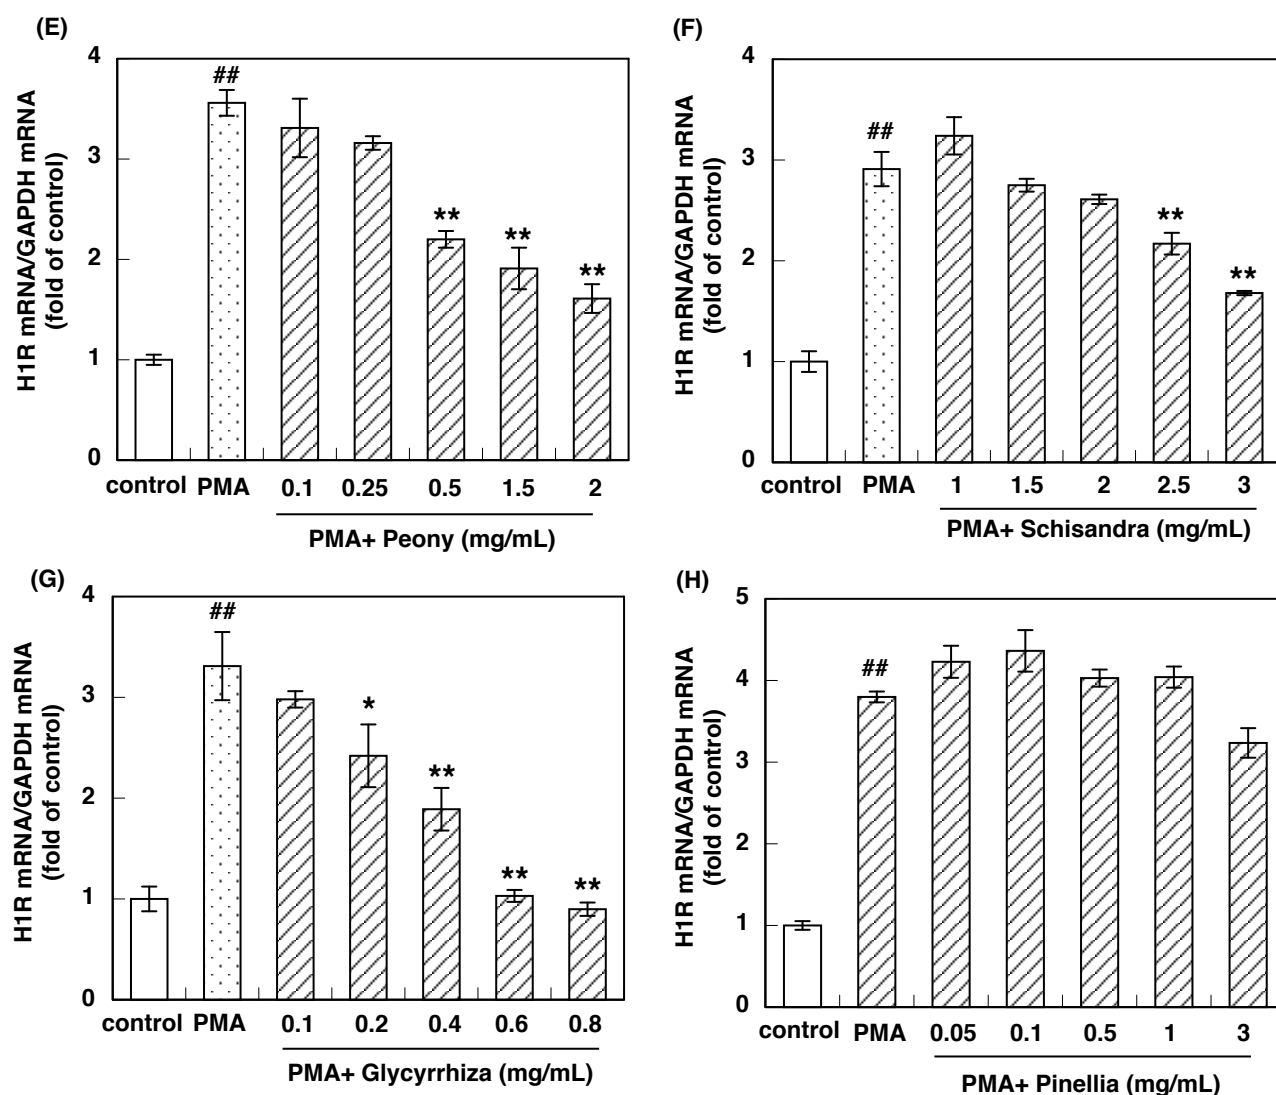 (E)
H1R mRNA/GAPDH mRNA
(fold of control)
4
3
2
1
0
##
**
**
**
control PMA 0.1 0.25 0.5 1.5 2
PMA+ Peony (mg/mL)
(F)
H1R mRNA/GAPDH mRNA
(fold of control)
4
3
2
1
0
##
**
**
control PMA 1 1.5 2 2.5 3
PMA+ Schisandra (mg/mL)
(G)
H1R mRNA/GAPDH mRNA
(fold of control)
4
3
2
1
0
##
*
**
**
**
control PMA 0.1 0.2 0.4 0.6 0.8
PMA+ Glycyrrhiza (mg/mL)
(H)
H1R mRNA/GAPDH mRNA
(fold of control)
5
4
3
2
1
0
##
control PMA 0.05 0.1 0.5 1 3
PMA+ Pinellia (mg/mL)